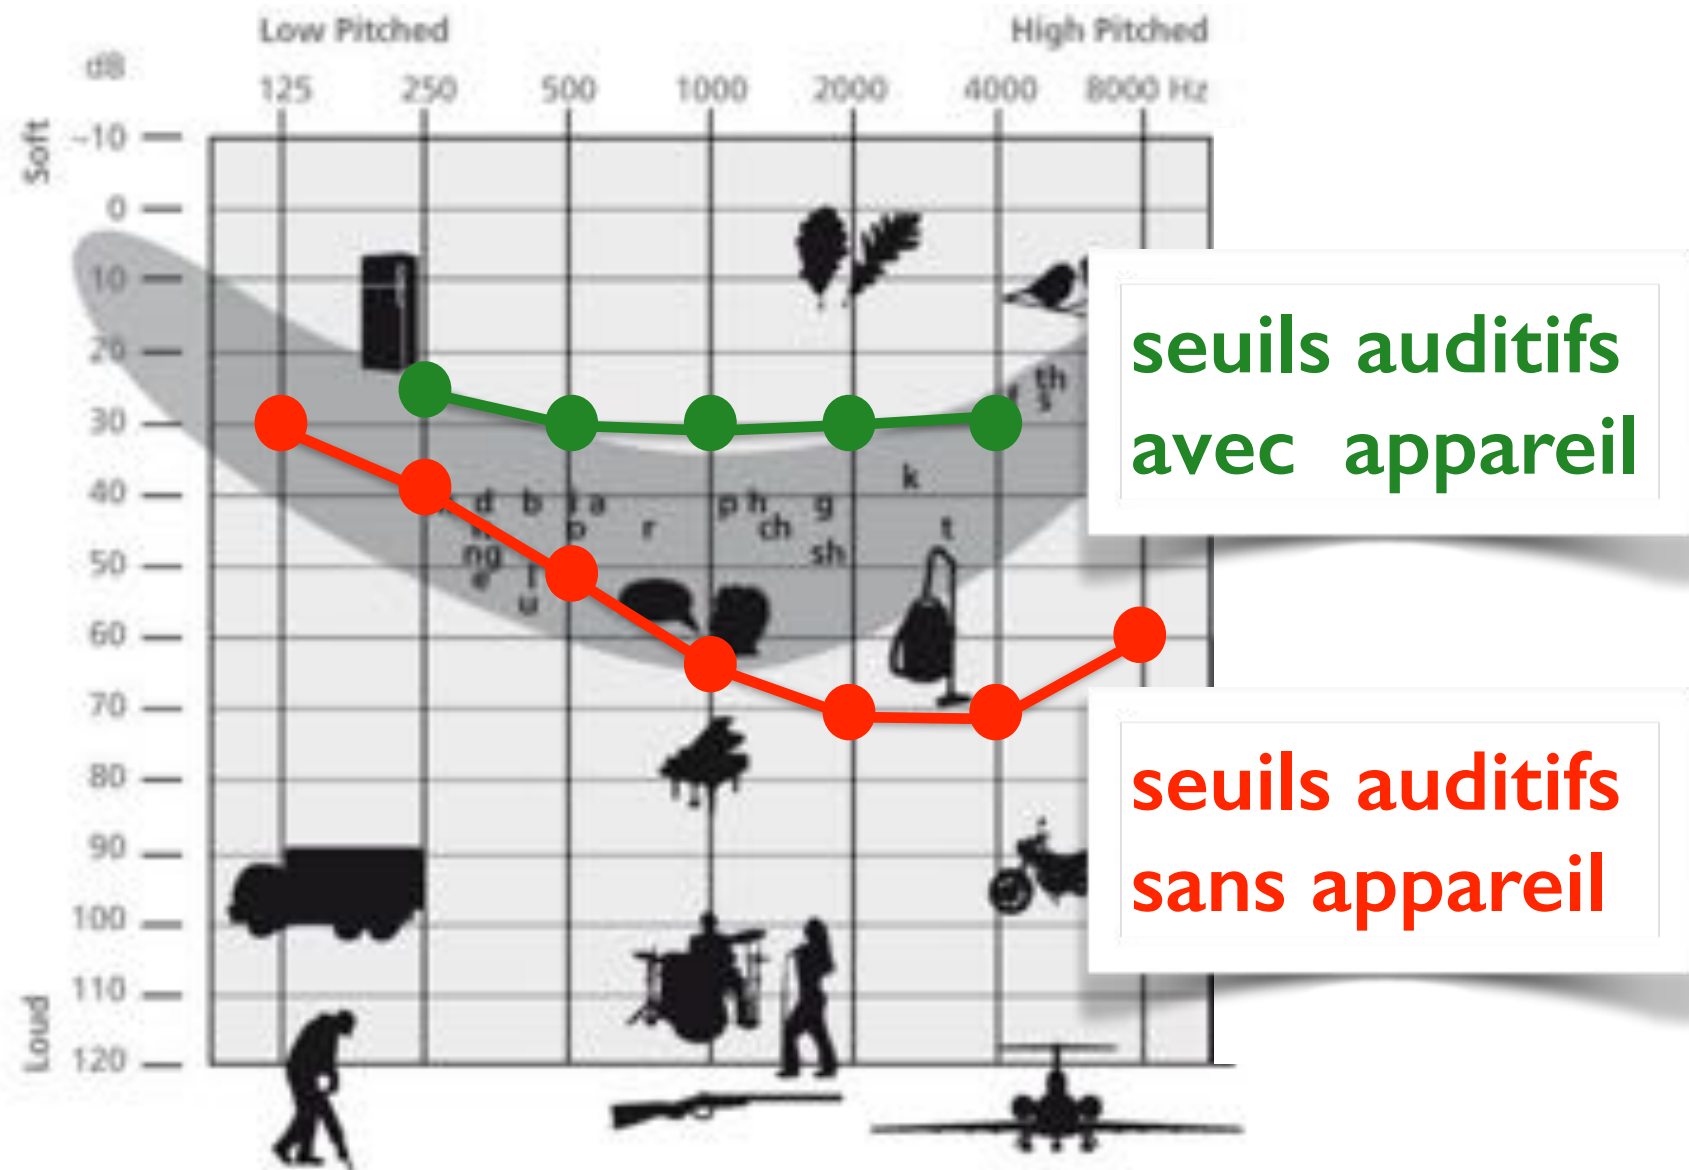 Low Pitched High Pitched
dB 125 250 500 1000 2000 4000 8000 Hz
Soft
-10
0
10
20
th
30
k
40
d b i a p h g
r ch t
50
ng sh
u
60
70
80
90
100
110
Loud
120
seuils auditifs
avec appareil
seuils auditifs
sans appareil